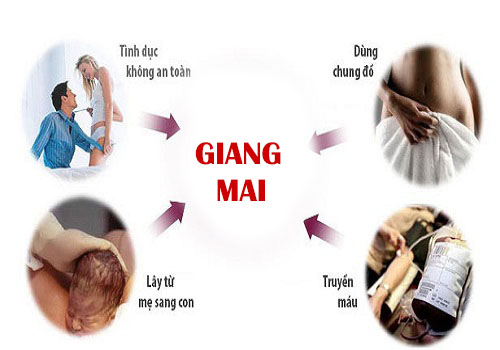 Tình dục
không an toàn
Dùng
chung đồ
GIANG
MAI
Lây từ
mẹ sang con
Truyền
máu